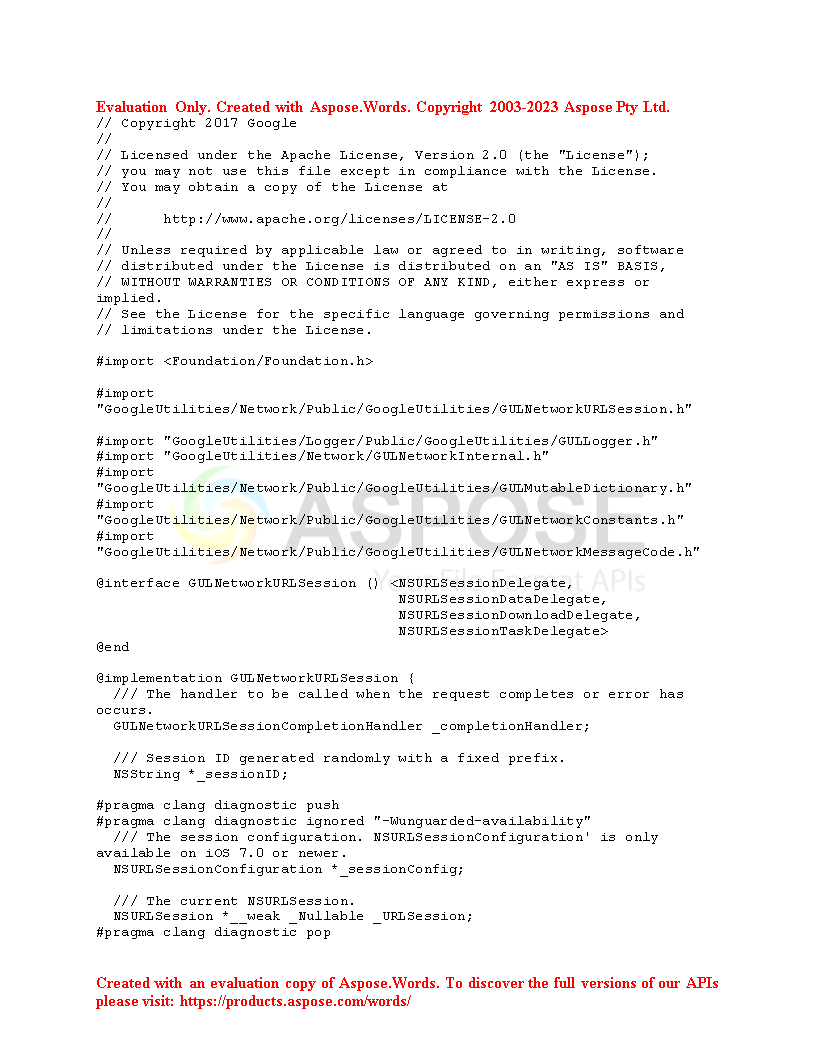 Evaluation Only. Created with Aspose.Words. Copyright 2003-2023 Aspose Pty Ltd.
// Copyright 2017 Google
//
// Licensed under the Apache License, Version 2.0 (the "License");
// you may not use this file except in compliance with the License.
// You may obtain a copy of the License at
//
//      http://www.apache.org/licenses/LICENSE-2.0
//
// Unless required by applicable law or agreed to in writing, software
// distributed under the License is distributed on an "AS IS" BASIS,
// WITHOUT WARRANTIES OR CONDITIONS OF ANY KIND, either express or
implied.
// See the License for the specific language governing permissions and
// limitations under the License.

#import <Foundation/Foundation.h>

#import
"GoogleUtilities/Network/Public/GoogleUtilities/GULNetworkURLSession.h"

#import "GoogleUtilities/Logger/Public/GoogleUtilities/GULLogger.h"
#import "GoogleUtilities/Network/GULNetworkInternal.h"
#import
"GoogleUtilities/Network/Public/GoogleUtilities/GULMutableDictionary.h"
#import
"GoogleUtilities/Network/Public/GoogleUtilities/GULNetworkConstants.h"
#import
"GoogleUtilities/Network/Public/GoogleUtilities/GULNetworkMessageCode.h"
ASPOSE
Your File Format APIs

@interface GULNetworkURLSession () <NSURLSessionDelegate,
                                    NSURLSessionDataDelegate,
                                    NSURLSessionDownloadDelegate,
                                    NSURLSessionTaskDelegate>
@end

@implementation GULNetworkURLSession {
  /// The handler to be called when the request completes or error has
occurs.
  GULNetworkURLSessionCompletionHandler _completionHandler;

  /// Session ID generated randomly with a fixed prefix.
  NSString *_sessionID;

#pragma clang diagnostic push
#pragma clang diagnostic ignored "-Wunguarded-availability"
  /// The session configuration. NSURLSessionConfiguration' is only
available on iOS 7.0 or newer.
  NSURLSessionConfiguration *_sessionConfig;

  /// The current NSURLSession.
  NSURLSession *__weak _Nullable _URLSession;
#pragma clang diagnostic pop

Created with an evaluation copy of Aspose.Words. To discover the full versions of our APIs
please visit: https://products.aspose.com/words/